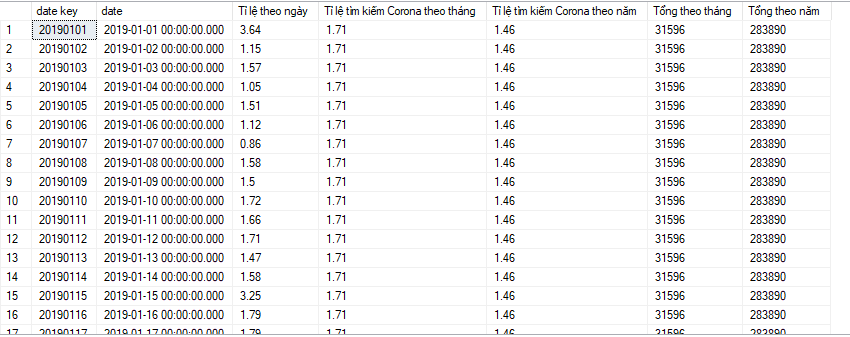 date key date Tỉ lệ theo ngày Tỉ lệ tìm kiếm Corona theo tháng Tỉ lệ tìm kiếm Corona theo năm Tổng theo tháng Tổng theo năm
1 20190101 2019-01-01 00:00:00.000 3.64 1.71 1.46 31596 283890
2 20190102 2019-01-02 00:00:00.000 1.15 1.71 1.46 31596 283890
3 20190103 2019-01-03 00:00:00.000 1.57 1.71 1.46 31596 283890
4 20190104 2019-01-04 00:00:00.000 1.05 1.71 1.46 31596 283890
5 20190105 2019-01-05 00:00:00.000 1.51 1.71 1.46 31596 283890
6 20190106 2019-01-06 00:00:00.000 1.12 1.71 1.46 31596 283890
7 20190107 2019-01-07 00:00:00.000 0.86 1.71 1.46 31596 283890
8 20190108 2019-01-08 00:00:00.000 1.58 1.71 1.46 31596 283890
9 20190109 2019-01-09 00:00:00.000 1.5 1.71 1.46 31596 283890
10 20190110 2019-01-10 00:00:00.000 1.72 1.71 1.46 31596 283890
11 20190111 2019-01-11 00:00:00.000 1.66 1.71 1.46 31596 283890
12 20190112 2019-01-12 00:00:00.000 1.71 1.71 1.46 31596 283890
13 20190113 2019-01-13 00:00:00.000 1.47 1.71 1.46 31596 283890
14 20190114 2019-01-14 00:00:00.000 1.58 1.71 1.46 31596 283890
15 20190115 2019-01-15 00:00:00.000 3.25 1.71 1.46 31596 283890
16 20190116 2019-01-16 00:00:00.000 1.79 1.71 1.46 31596 283890
17 20190117 2019-01-17 00:00:00.000 1.79 1.71 1.46 31596 283890